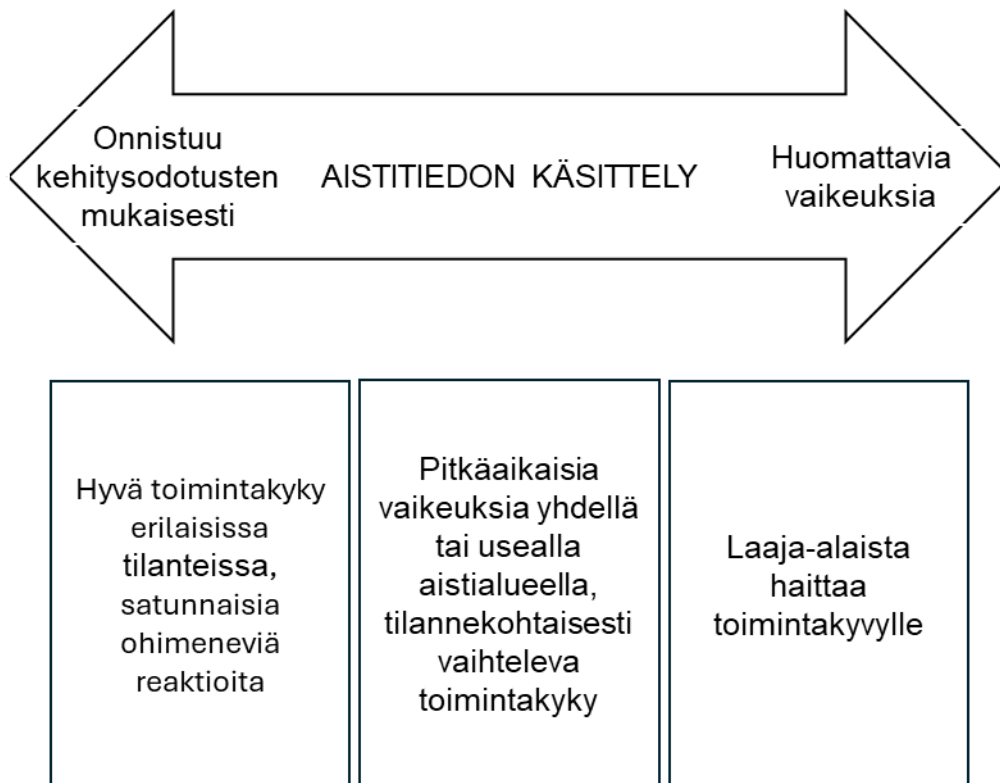 Onnistuu
kehitysodotusten
mukaisesti
AISTITIEDON KÄSITTELY
Huomattavia
vaikeuksia
Hyvä toimintakyky
erilaisissa
tilanteissa,
satunnaisia
ohimeneviä
reaktioita
Pitkäaikaisia
vaikeuksia yhdellä
tai usealla
aistialueella,
tilannekohtaisesti
vaihteleva
toimintakyky
Laaja-alaista
haittaa
toimintakyvylle